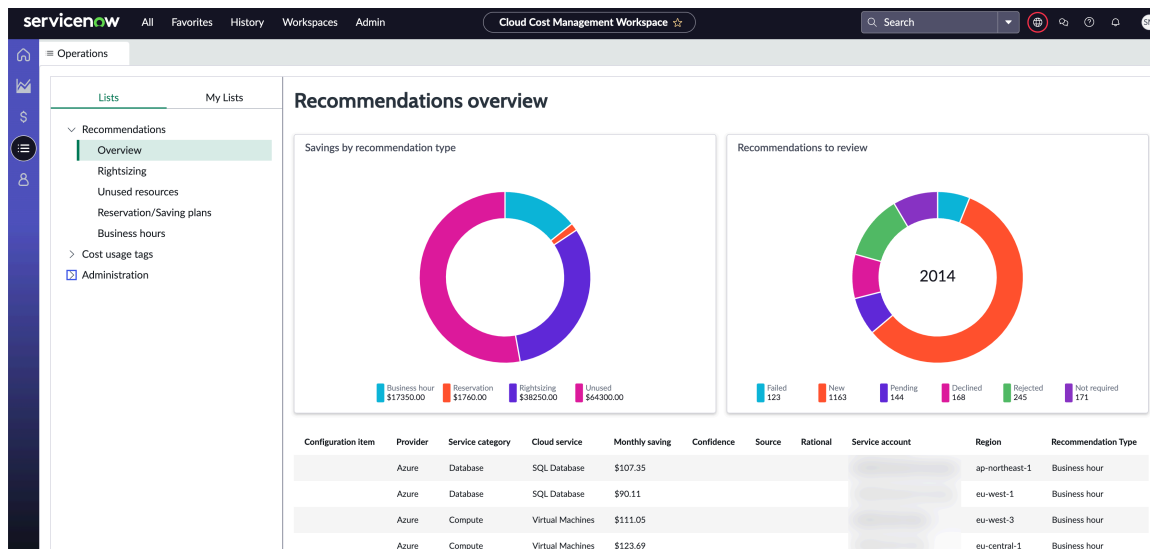 servicenow All Favorites History Workspaces Admin Cloud Cost Management Workspace Search
Operations
Lists My Lists
Recommendations
Overview
Rightsizing
Unused resources
Reservation/Saving plans
Business hours
Cost usage tags
Administration
Recommendations overview
Savings by recommendation type
Business hour Reservation Rightsizing Unused
$17350.00 $1760.00 $38250.00 $64300.00
Recommendations to review
2014
Failed New Pending Declined Rejected Not required
123 1163 144 168 245 171
Configuration item Provider Service category Cloud service Monthly saving Confidence Source Rational Service account Region Recommendation Type
Azure Database SQL Database $107.35 ap-northeast-1 Business hour
Azure Database SQL Database $90.11 eu-west-1 Business hour
Azure Compute Virtual Machines $111.05 eu-west-3 Business hour
Azure Compute Virtual Machines $123.69 eu-central-1 Business hour